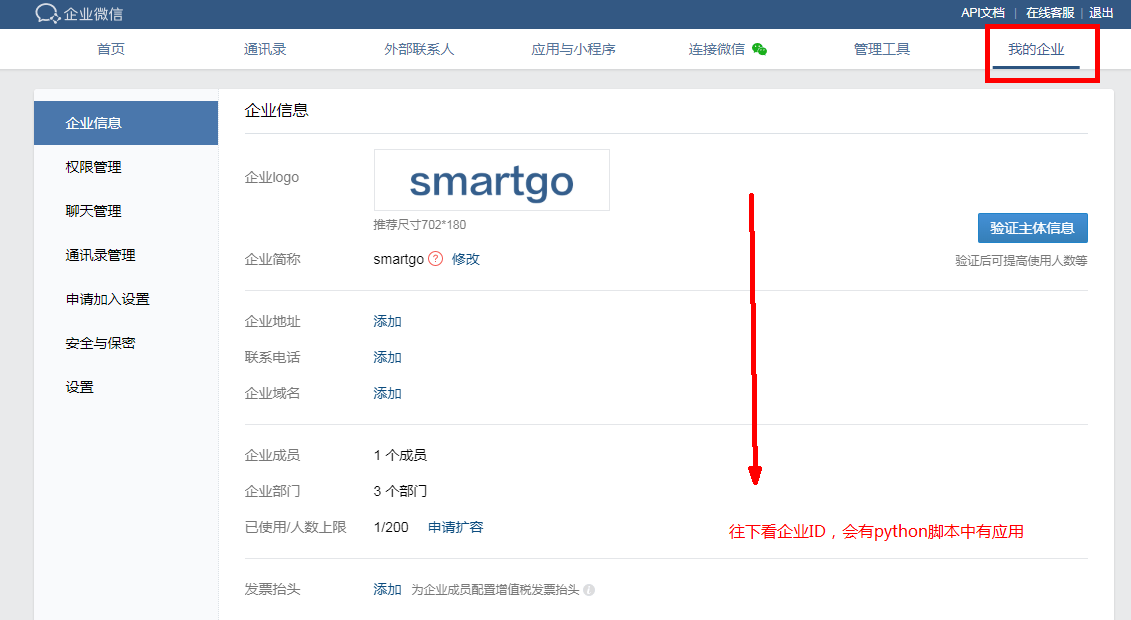 企业微信
API文档 | 在线客服 | 退出
首页 通讯录 外部联系人 应用与小程序 连接微信 管理工具 我的企业
企业信息
权限管理
聊天管理
通讯录管理
申请加入设置
安全与保密
设置
企业信息
企业logo smartgo
推荐尺寸702*180
验证主体信息
验证后可提高使用人数等
企业简称 smartgo ? 修改
企业地址 添加
联系电话 添加
企业域名 添加
企业成员 1 个成员
企业部门 3 个部门
已使用/人数上限 1/200 申请扩容
往下看企业ID，会有python脚本中有应用
发票抬头 添加 为企业成员配置增值税发票抬头 i